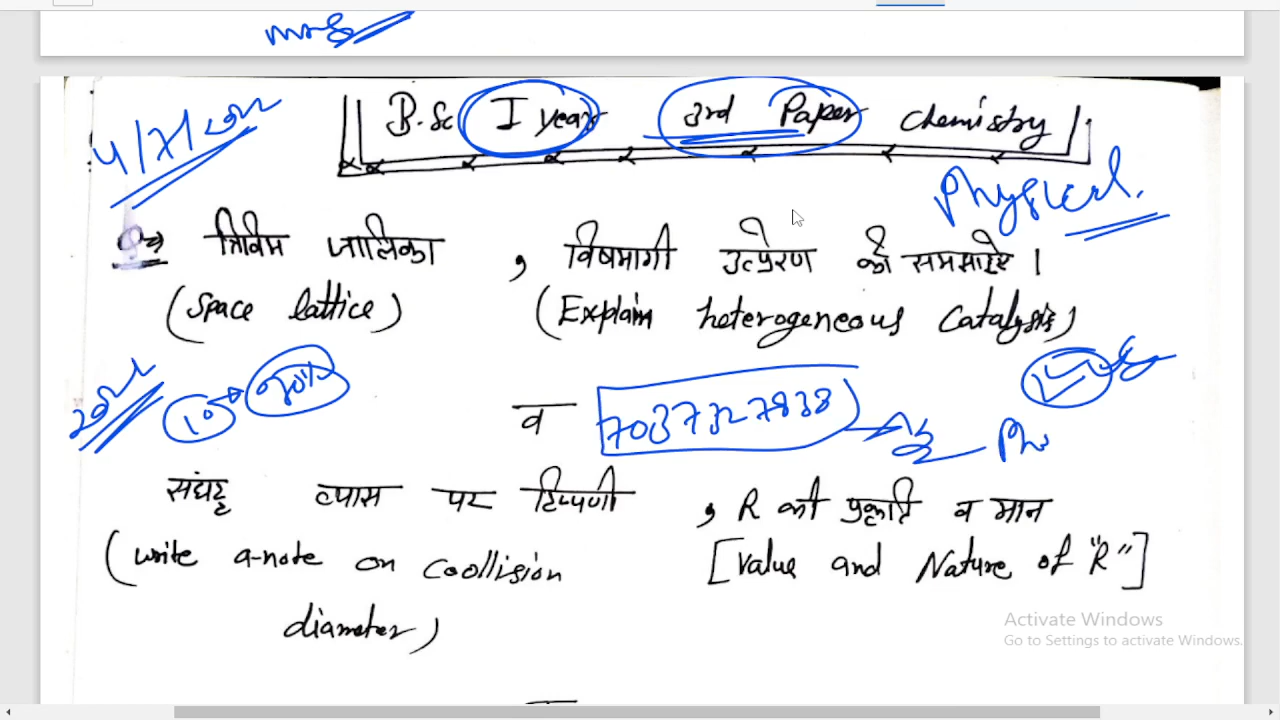 B.Sc I year 3rd Paper Chemistry
Physical
त्रिविम जालिका , विषमागी उत्प्रेरण को समझाइए ।
(Space lattice) (Explain heterogeneous Catalysis)
व 7037327838
संघट्ट व्यास पर टिप्पणी , R की प्रकृति व मान
(write a-note on Coollision [Value and Nature of "R"]
diameter)
Activate Windows
Go to Settings to activate Windows.